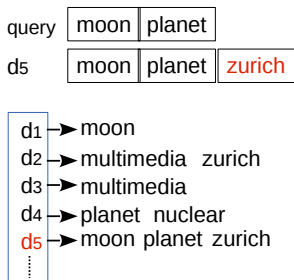 query moon planet
d5 moon planet zurich
d1 moon
d2 multimedia zurich
d3 multimedia
d4 planet nuclear
d5 moon planet zurich